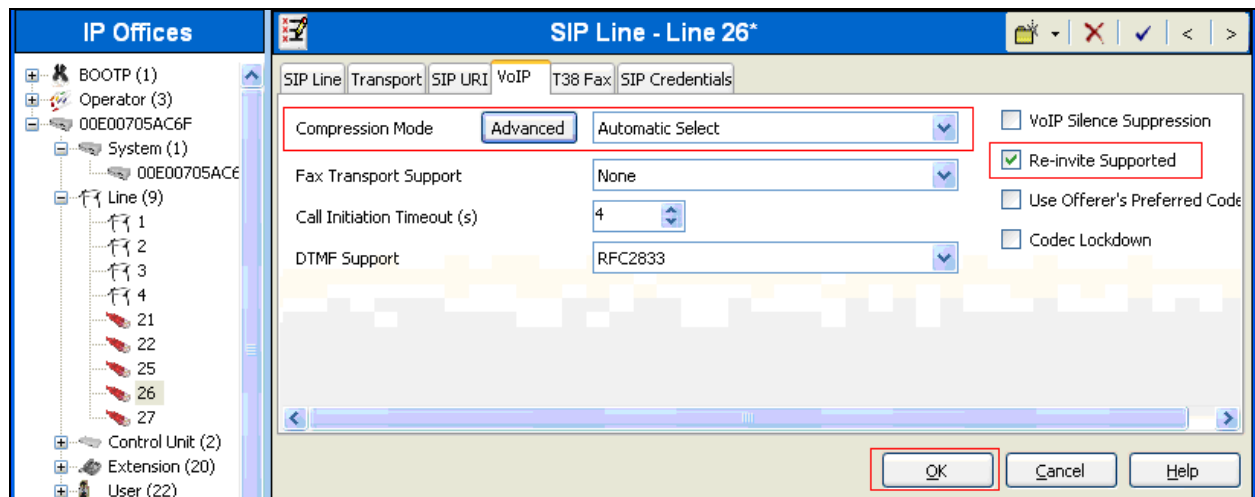 IP Offices
BOOTP (1)
Operator (3)
00E00705AC6F
System (1)
00E00705AC6
Line (9)
1
2
3
4
21
22
25
26
27
Control Unit (2)
Extension (20)
User (22)
SIP Line - Line 26*
SIP Line Transport SIP URI VoIP T38 Fax SIP Credentials
Compression Mode Advanced Automatic Select
Fax Transport Support None
Call Initiation Timeout (s) 4
DTMF Support RFC2833
VoIP Silence Suppression
Re-invite Supported
Use Offerer's Preferred Code
Codec Lockdown
OK Cancel Help